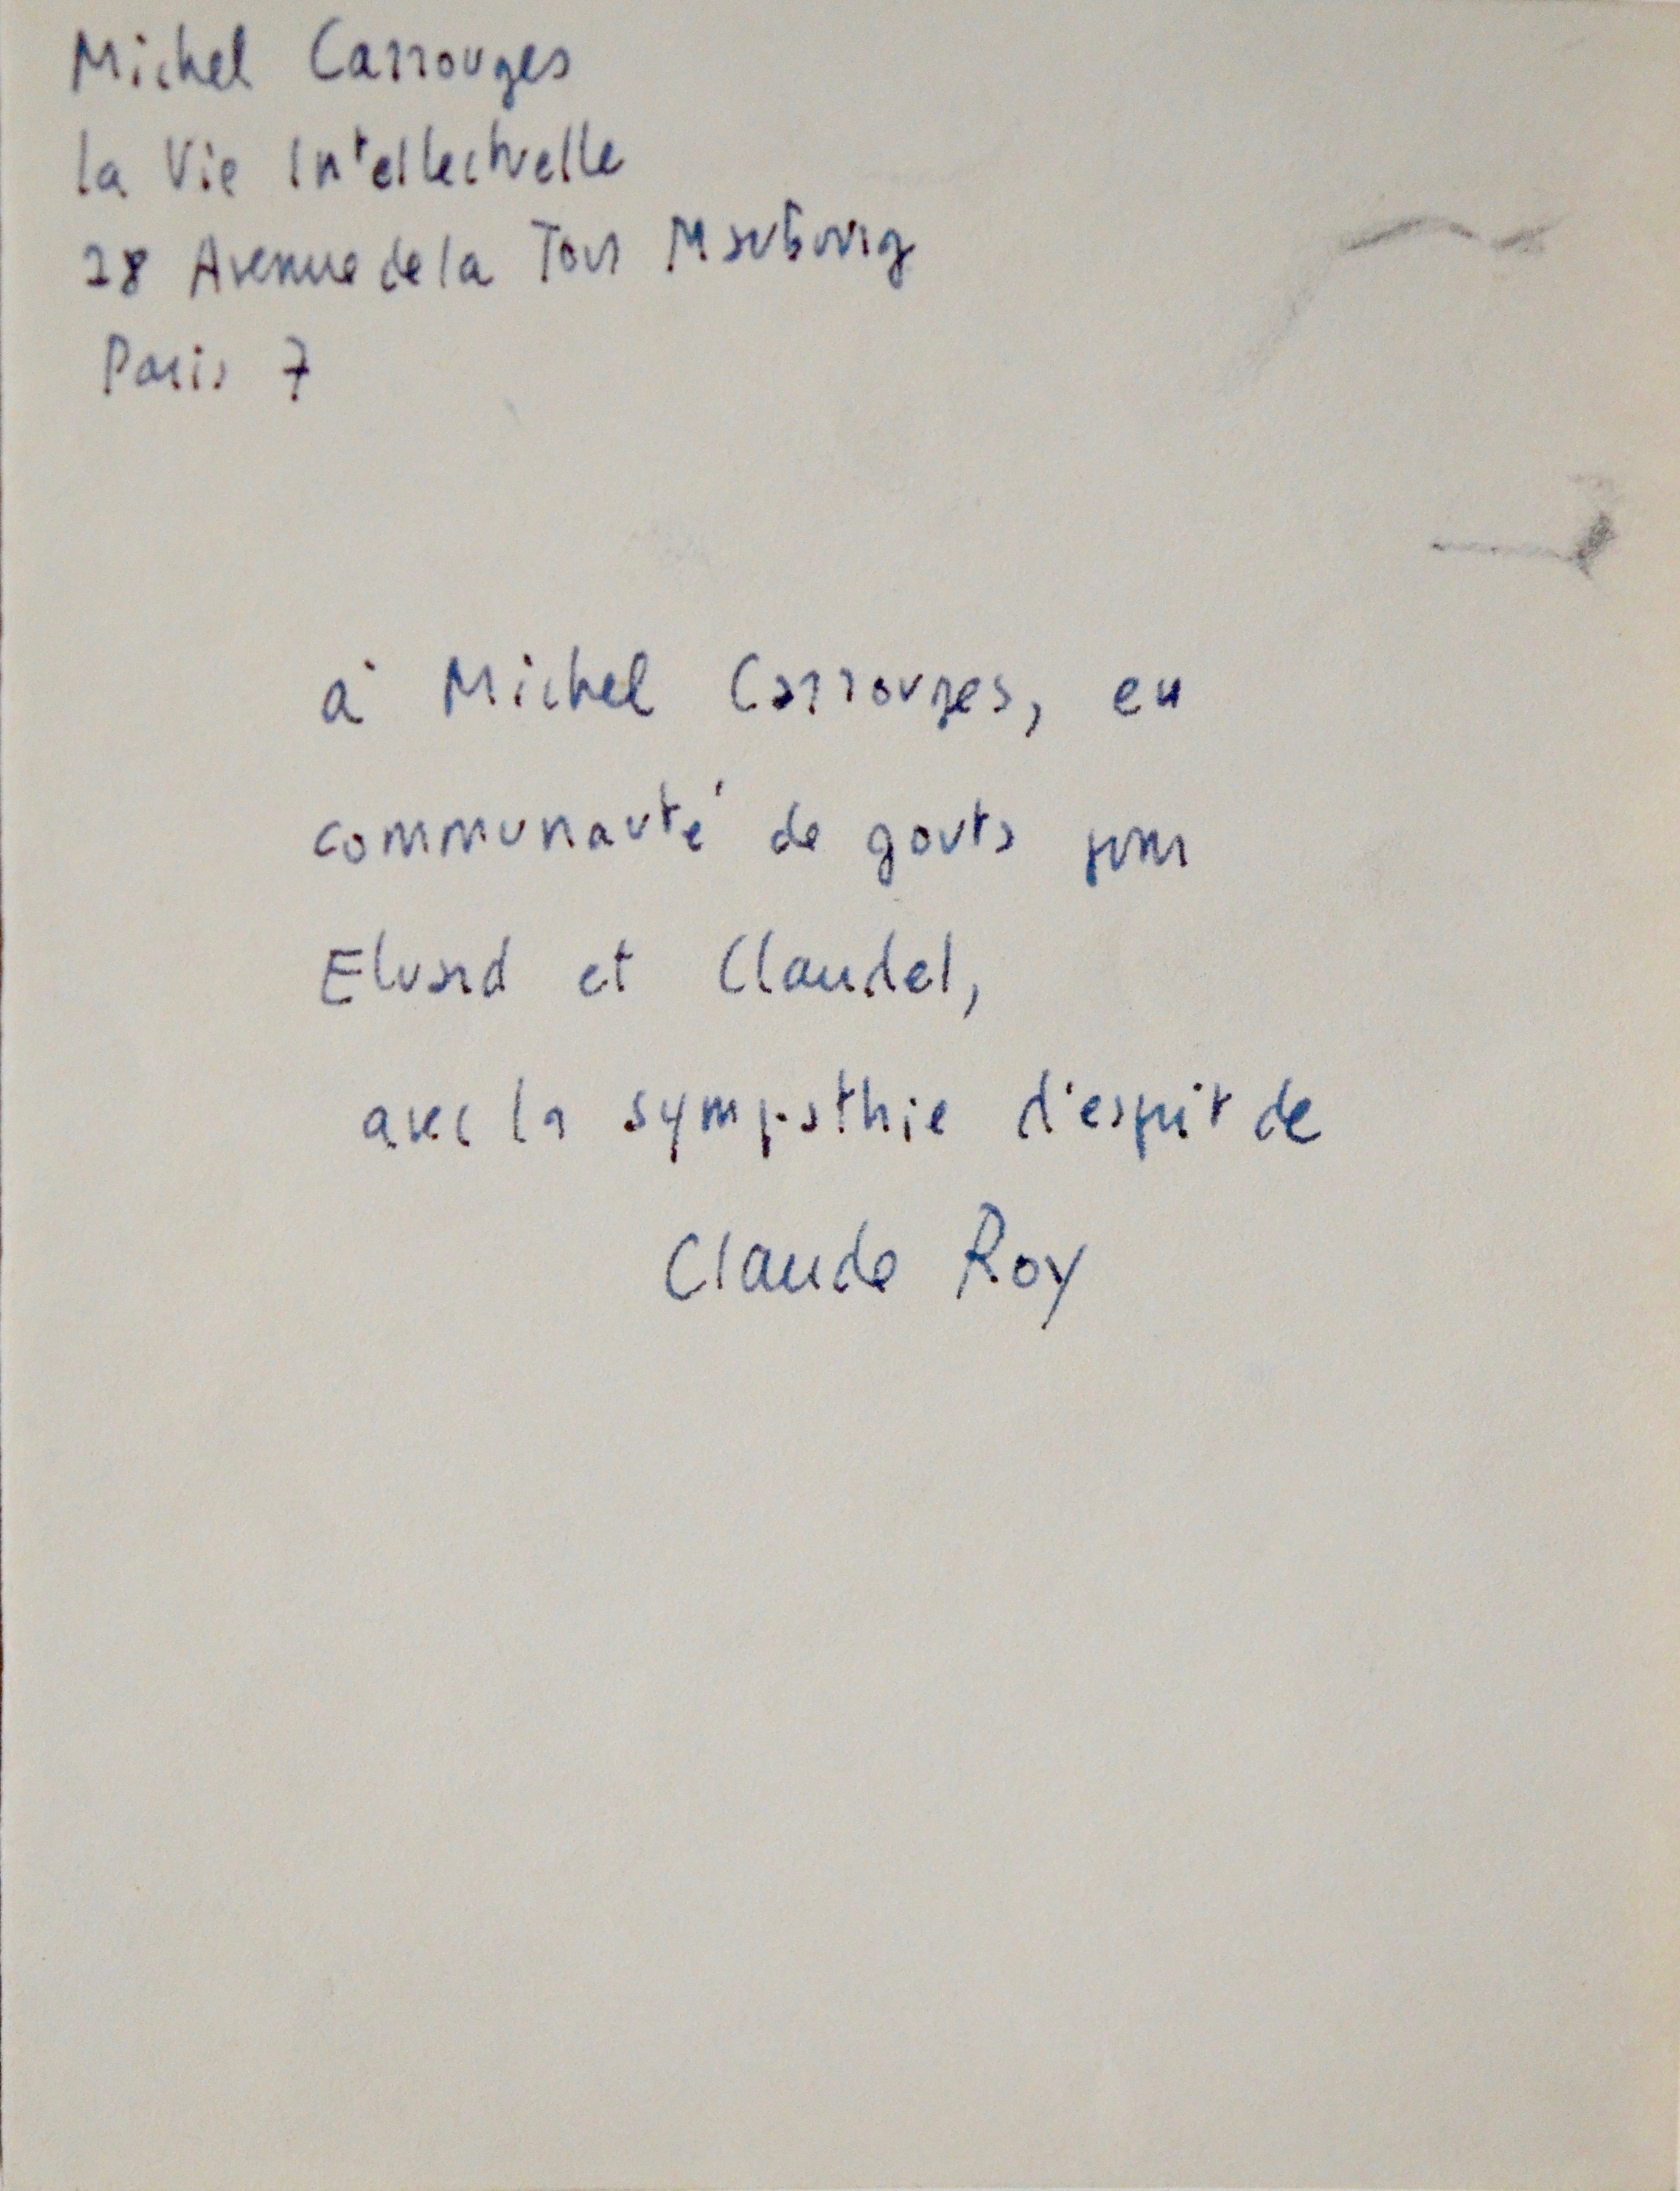 Michel Carrouges
la Vie Intellectuelle
28 Avenue de la Tour Maubourg
Paris 7
à Michel Carrouges, en
communauté de gouts pour
Eluard et Claudel,
avec la sympathie d'esprit de
Claude Roy